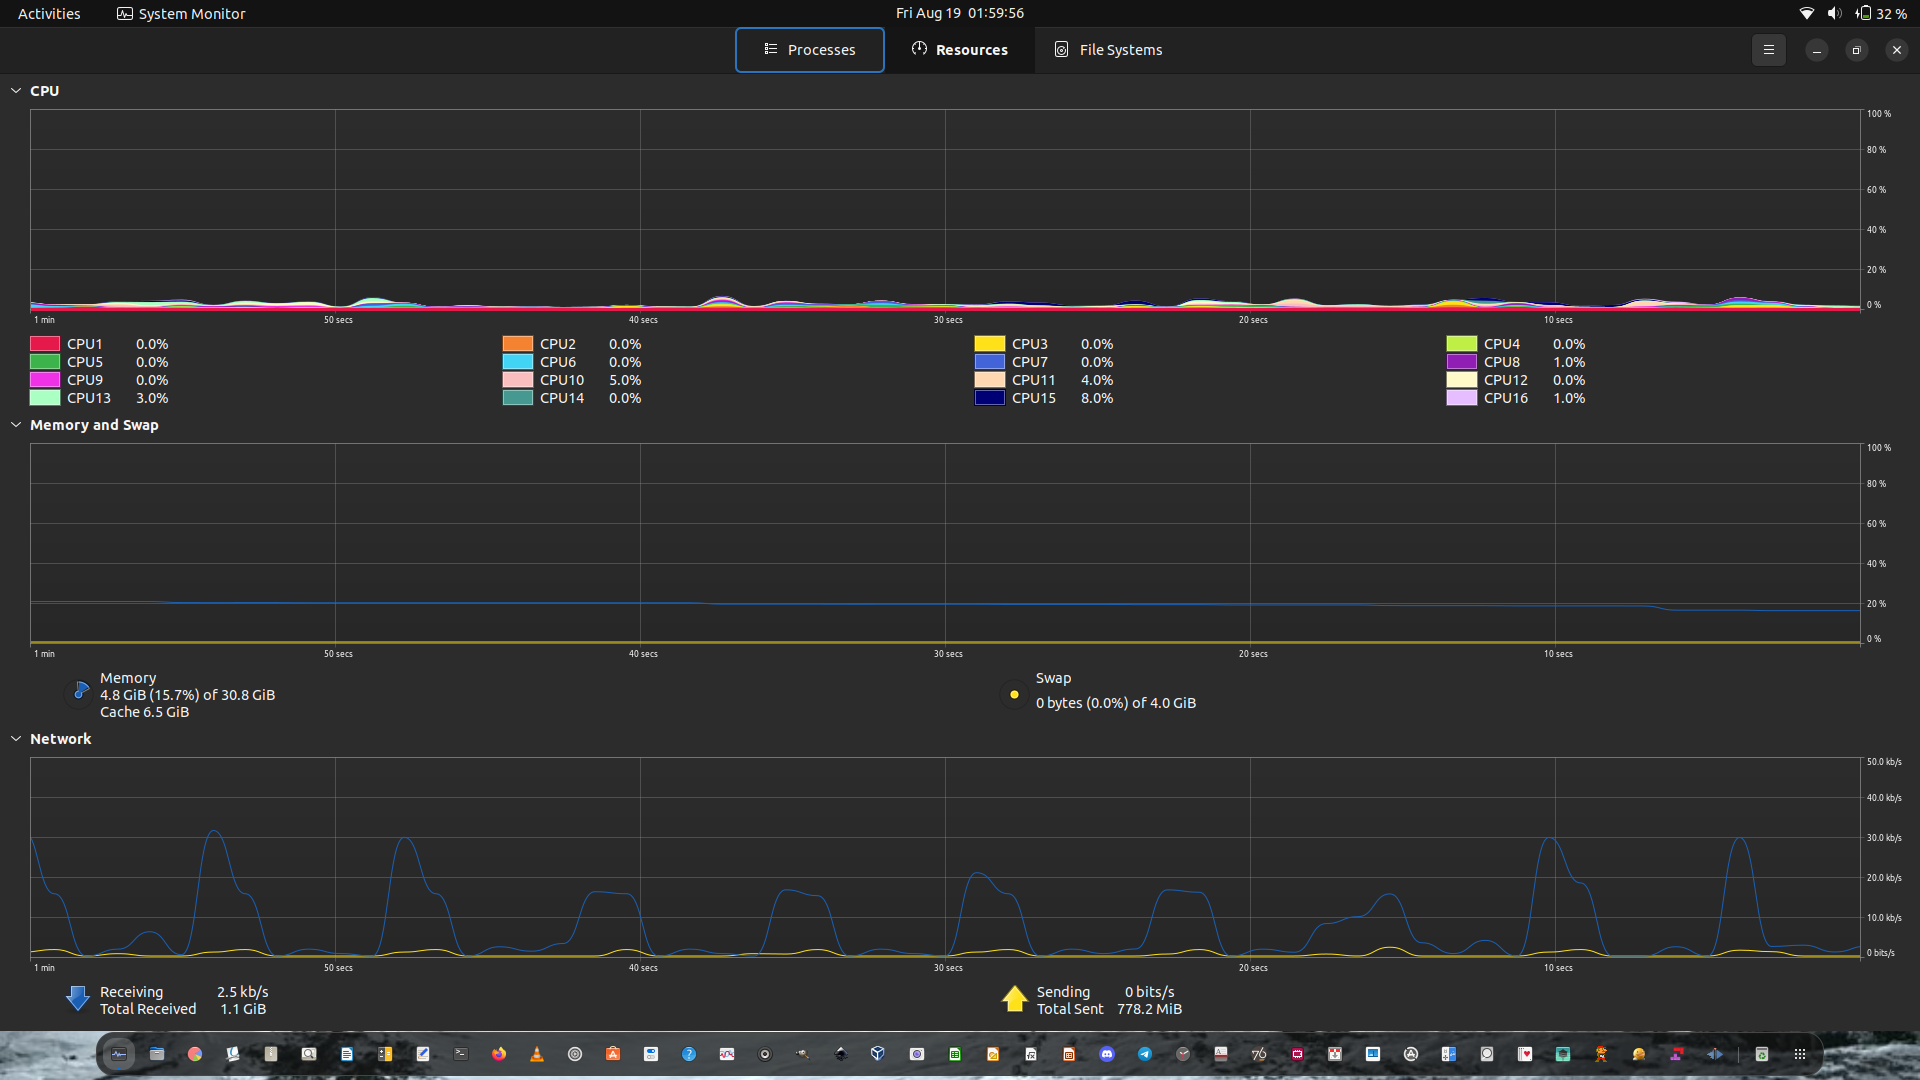 Activities System Monitor Fri Aug 19 01:59:56 32 %
Processes Resources File Systems
CPU
100 %
80 %
60 %
40 %
20 %
0 %
1 min 50 secs 40 secs 30 secs 20 secs 10 secs
CPU1 0.0% CPU2 0.0% CPU3 0.0% CPU4 0.0%
CPU5 0.0% CPU6 0.0% CPU7 0.0% CPU8 1.0%
CPU9 0.0% CPU10 5.0% CPU11 4.0% CPU12 0.0%
CPU13 3.0% CPU14 0.0% CPU15 8.0% CPU16 1.0%
Memory and Swap
100 %
80 %
60 %
40 %
20 %
0 %
1 min 50 secs 40 secs 30 secs 20 secs 10 secs
Memory Swap
4.8 GiB (15.7%) of 30.8 GiB 0 bytes (0.0%) of 4.0 GiB
Cache 6.5 GiB
Network
50.0 kb/s
40.0 kb/s
30.0 kb/s
20.0 kb/s
10.0 kb/s
0 bits/s
1 min 50 secs 40 secs 30 secs 20 secs 10 secs
Receiving 2.5 kb/s Sending 0 bits/s
Total Received 1.1 GiB Total Sent 778.2 MiB
76